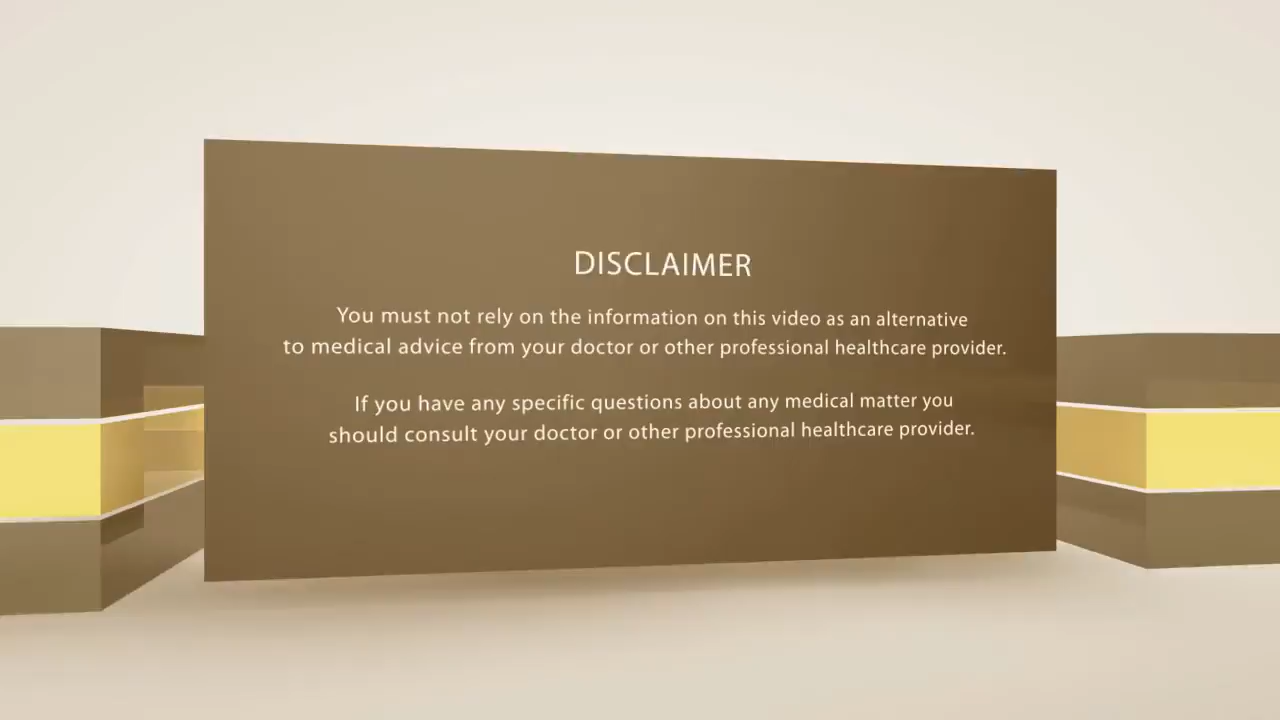 DISCLAIMER
You must not rely on the information on this video as an alternative
to medical advice from your doctor or other professional healthcare provider.
If you have any specific questions about any medical matter you
should consult your doctor or other professional healthcare provider.